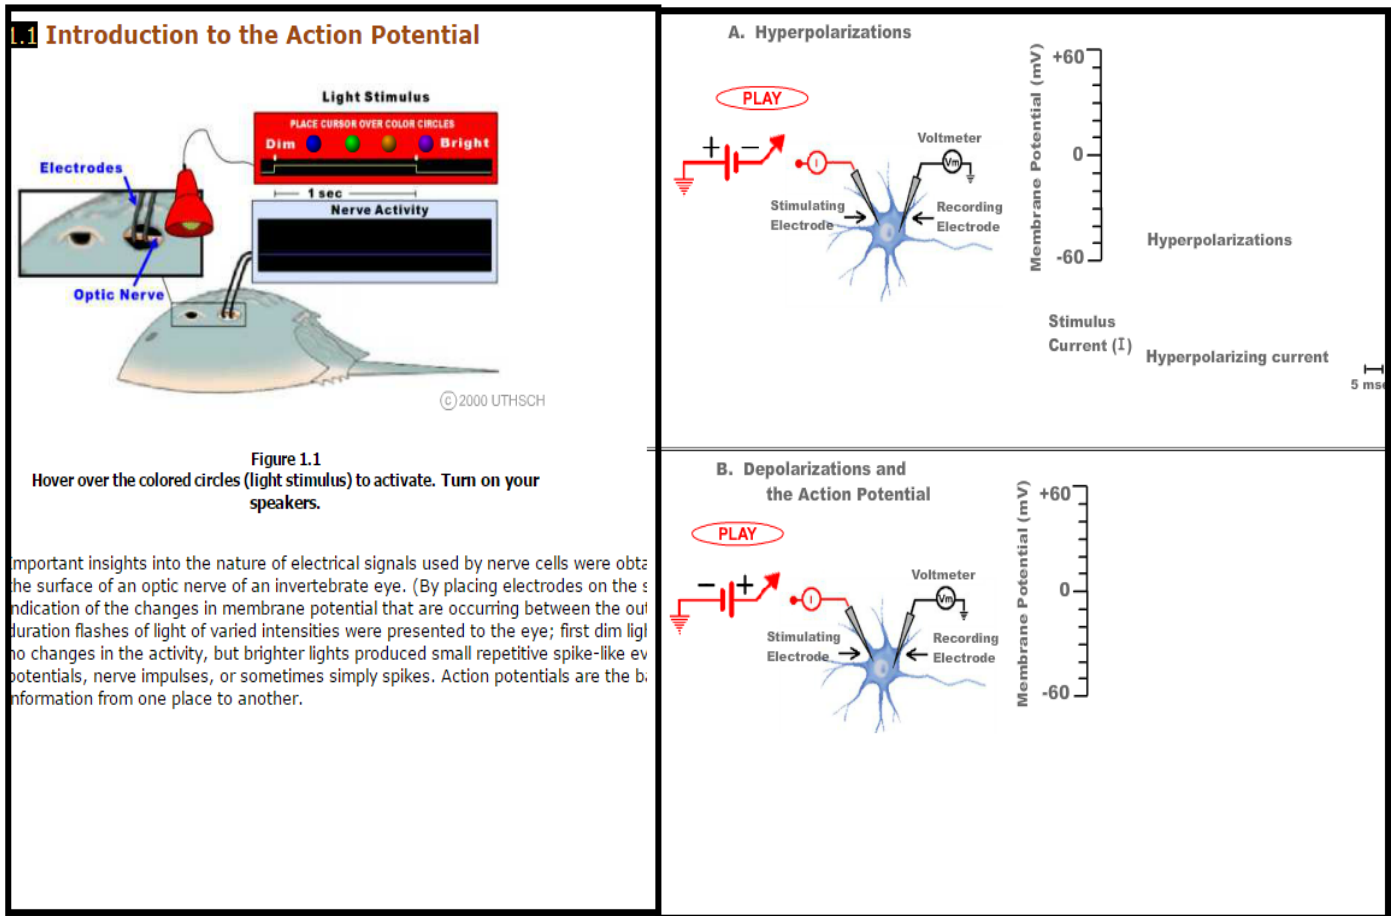 1.1 Introduction to the Action Potential
Light Stimulus
PLACE CURSOR OVER COLOR CIRCLES
Dim Bright
Electrodes
1 sec
Nerve Activity
Optic Nerve
©2000 UTHSCH
Figure 1.1
Hover over the colored circles (light stimulus) to activate. Turn on your
speakers.
Important insights into the nature of electrical signals used by nerve cells were obta
the surface of an optic nerve of an invertebrate eye. (By placing electrodes on the s
indication of the changes in membrane potential that are occurring between the out
duration flashes of light of varied intensities were presented to the eye; first dim ligh
no changes in the activity, but brighter lights produced small repetitive spike-like ev
potentials, nerve impulses, or sometimes simply spikes. Action potentials are the ba
information from one place to another.
A. Hyperpolarizations
PLAY
+ −
I
Voltmeter
Vm
Stimulating
Electrode
Recording
Electrode
Membrane Potential (mV)
+60
0
-60
Hyperpolarizations
Stimulus
Current (I)
Hyperpolarizing current
5 mse
B. Depolarizations and
the Action Potential
PLAY
− +
I
Voltmeter
Vm
Stimulating
Electrode
Recording
Electrode
Membrane Potential (mV)
+60
0
-60